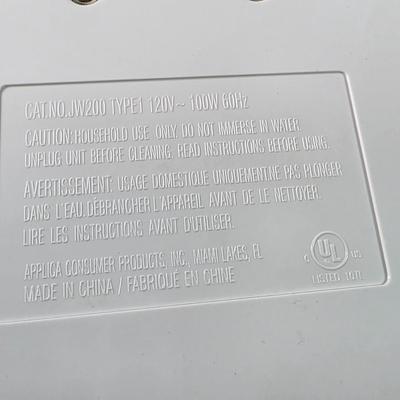 CAT.NO.JW200 TYPE1 120V~ 100W 60Hz
CAUTION: HOUSEHOLD USE ONLY. DO NOT IMMERSE IN WATER.
UNPLUG UNIT BEFORE CLEANING. READ INSTRUCTIONS BEFORE USING.
AVERTISSEMENT: USAGE DOMESTIQUE UNIQUEMENT.NE PAS PLONGER
DANS L'EAU.DÉBRANCHER L'APPAREIL AVANT DE LE NETTOYER.
LIRE LES INSTRUCTIONS AVANT D'UTILISER.
APPLICA CONSUMER PRODUCTS, INC., MIAMI LAKES, FL
MADE IN CHINA / FABRIQUÉ EN CHINE
C UL US
LISTED